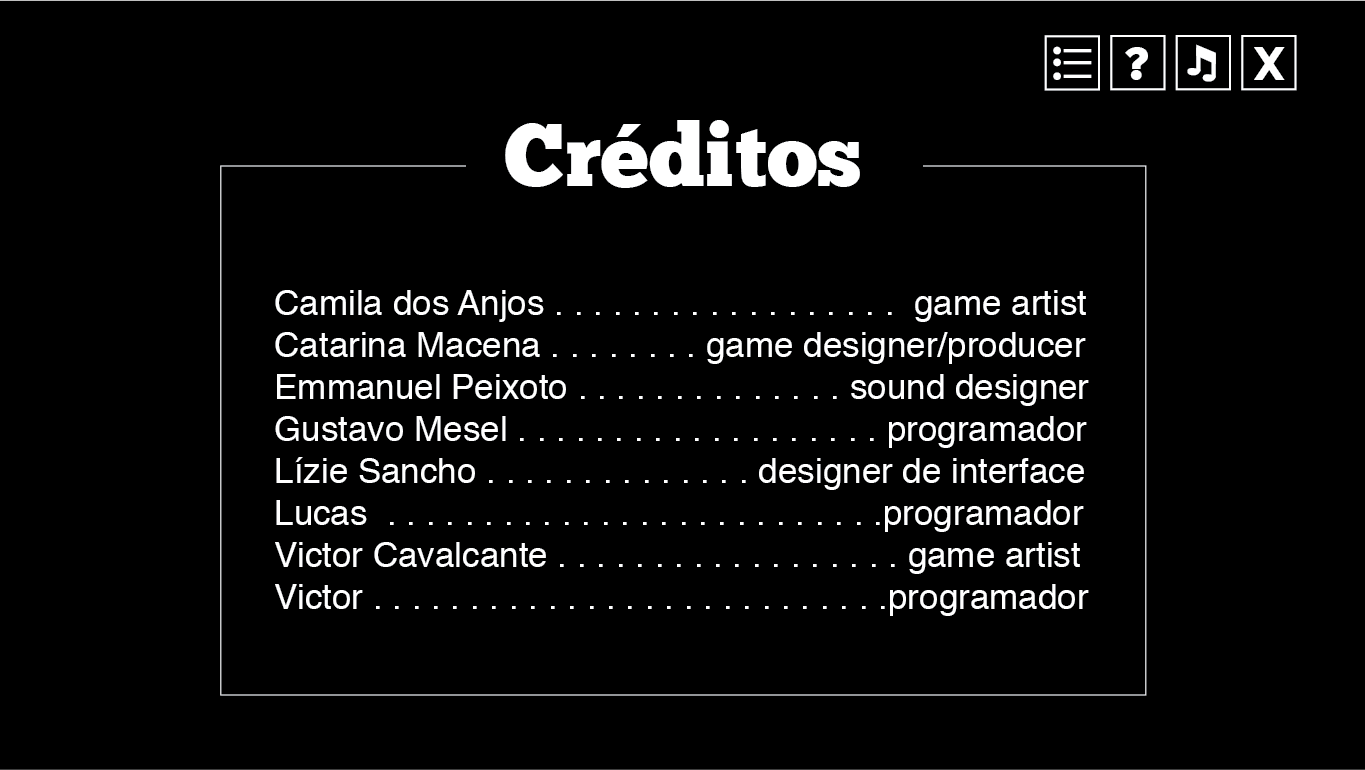 ? X
Créditos
Camila dos Anjos . . . . . . . . . . . . . . . . . . game artist
Catarina Macena . . . . . . . . game designer/producer
Emmanuel Peixoto . . . . . . . . . . . . . . sound designer
Gustavo Mesel . . . . . . . . . . . . . . . . . . . programador
Lízie Sancho . . . . . . . . . . . . . . designer de interface
Lucas . . . . . . . . . . . . . . . . . . . . . . . . . .programador
Victor Cavalcante . . . . . . . . . . . . . . . . . . game artist
Victor . . . . . . . . . . . . . . . . . . . . . . . . . . .programador